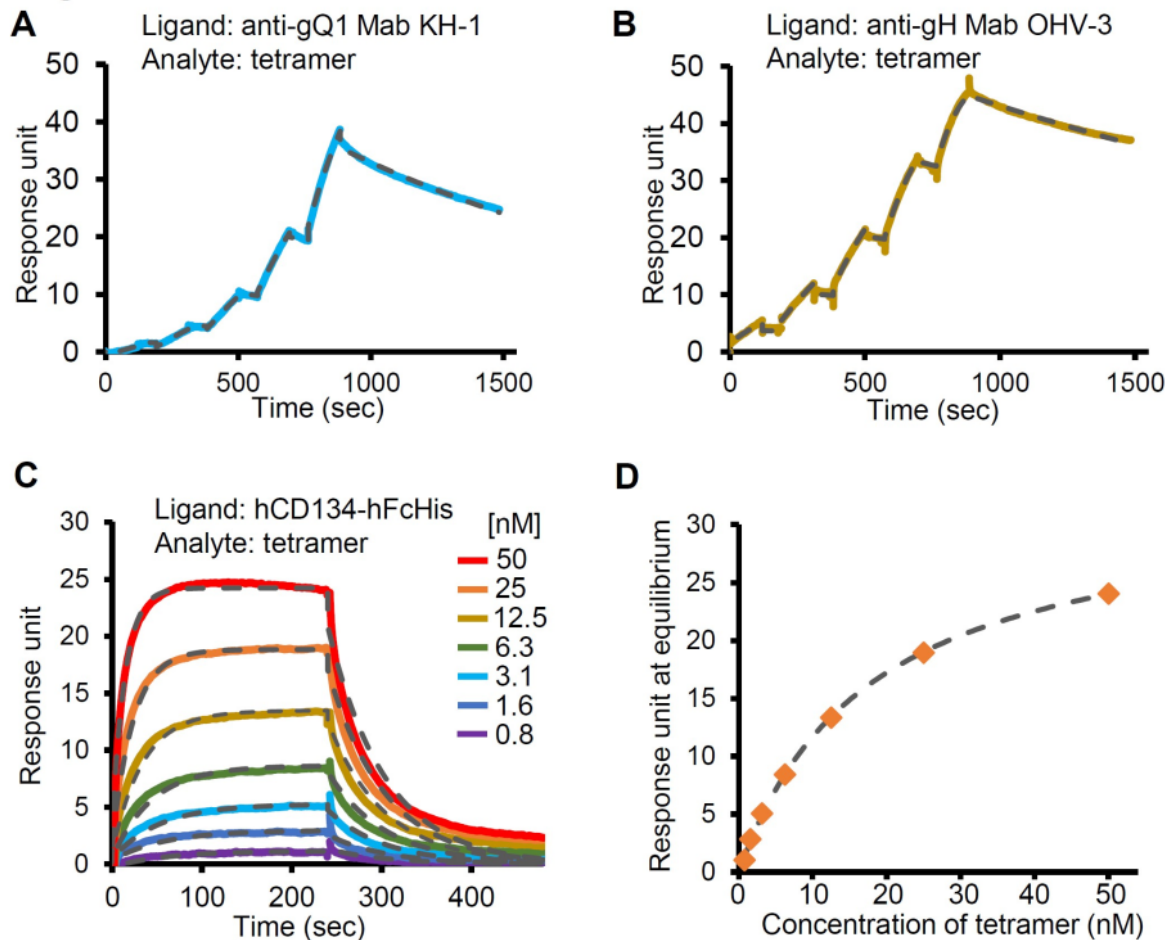 A
Ligand: anti-gQ1 Mab KH-1
Analyte: tetramer
Response unit
50
40
30
20
10
0
0
500
1000
1500
Time (sec)
B
Ligand: anti-gH Mab OHV-3
Analyte: tetramer
Response unit
50
40
30
20
10
0
0
500
1000
1500
Time (sec)
C
Ligand: hCD134-hFcHis
Analyte: tetramer
[nM]
50
25
12.5
6.3
3.1
1.6
0.8
Response unit
30
25
20
15
10
5
0
0
100
200
300
400
Time (sec)
D
Response unit at equilibrium
30
25
20
15
10
5
0
0
10
20
30
40
50
Concentration of tetramer (nM)